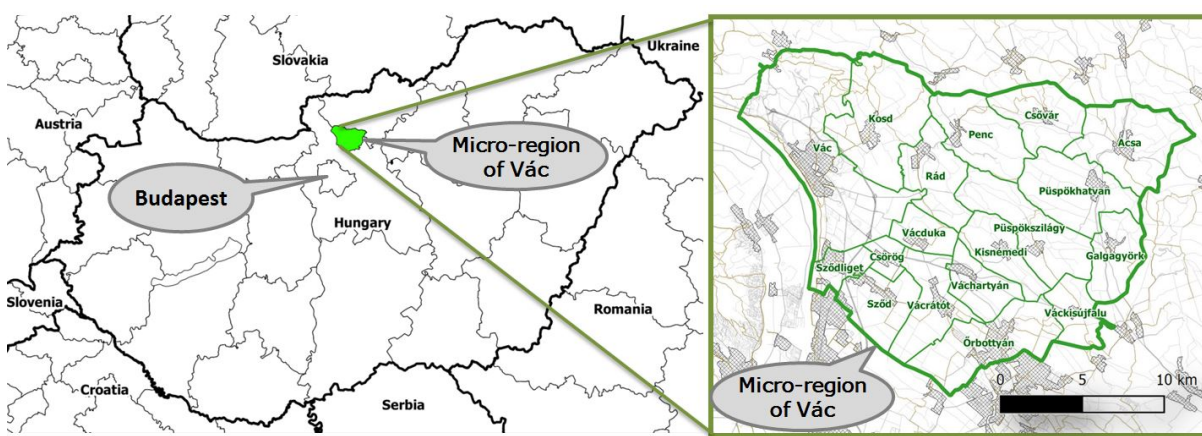 Ukraine
Slovakia
Austria
Micro-region
of Vác
Budapest
Hungary
Slovenia
Romania
Croatia
Serbia
Csővár
Kosd
Penc
Acsa
Vác
Rád
Püspökhatvan
Vácduka
Püspökszilágy
Csörög
Kisnémedi
Galgagyörk
Sződliget
Váchartyán
Sződ
Vácrátót
Váckisújfalu
Őrbottyán
Micro-region
of Vác
0 5 10 km